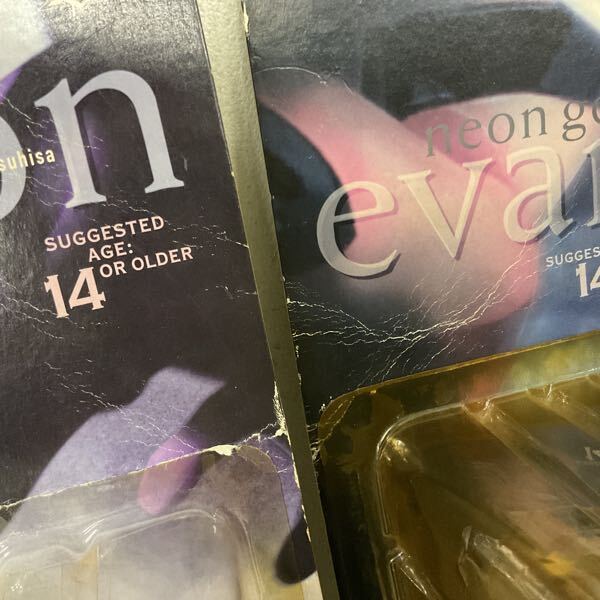 on
suhisa
SUGGESTED
AGE:
14 OR OLDER
neon ge
evan
SUGGES
14